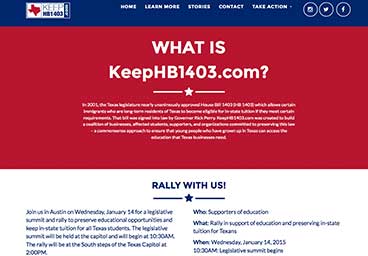 KEEP
HB1403
HOME LEARN MORE STORIES CONTACT TAKE ACTION
WHAT IS
KeepHB1403.com?
In 2001, the Texas legislature nearly unanimously approved House Bill 1403 (HB 1403) which allows certain
immigrants who are long-term residents of Texas to become eligible for in-state tuition if they meet certain
requirements. That bill was signed into law by Governor Rick Perry. KeepHB1403.com was created to build
a coalition of businesses, affected students, supporters, and organizations committed to preserving this law
– a commonsense approach to ensure that young people who have grown up in Texas can access the
education that Texas businesses need.
RALLY WITH US!
Join us in Austin on Wednesday, January 14 for a legislative
summit and rally to preserve educational opportunities and
keep in-state tuition for all Texas students. The legislative
summit will be held at the capitol and will begin at 10:30AM.
The rally will be at the South steps of the Texas Capitol at
2:00PM.
Who: Supporters of education
What: Rally in support of education and preserving in-state
tuition for Texans
When: Wednesday, January 14, 2015
10:30AM: Legislative summit begins